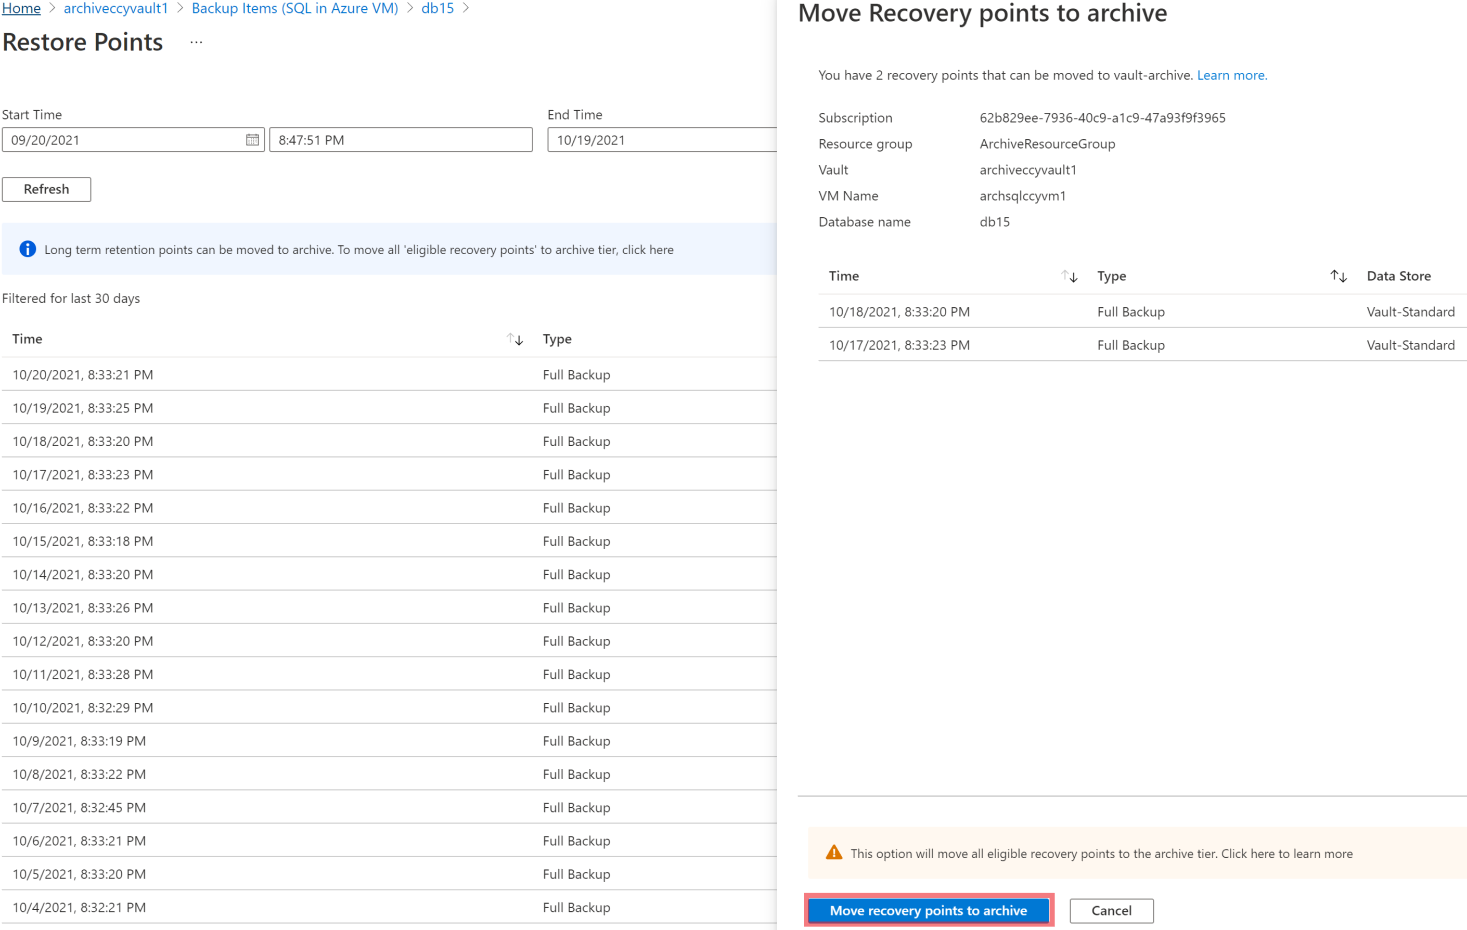 Home > archiveccyvault1 > Backup Items (SQL in Azure VM) > db15 >
Restore Points ...
Start Time
09/20/2021 8:47:51 PM
End Time
10/19/2021
Refresh
Long term retention points can be moved to archive. To move all 'eligible recovery points' to archive tier, click here
Filtered for last 30 days
Time Type
10/20/2021, 8:33:21 PM Full Backup
10/19/2021, 8:33:25 PM Full Backup
10/18/2021, 8:33:20 PM Full Backup
10/17/2021, 8:33:23 PM Full Backup
10/16/2021, 8:33:22 PM Full Backup
10/15/2021, 8:33:18 PM Full Backup
10/14/2021, 8:33:20 PM Full Backup
10/13/2021, 8:33:26 PM Full Backup
10/12/2021, 8:33:20 PM Full Backup
10/11/2021, 8:33:28 PM Full Backup
10/10/2021, 8:32:29 PM Full Backup
10/9/2021, 8:33:19 PM Full Backup
10/8/2021, 8:33:22 PM Full Backup
10/7/2021, 8:32:45 PM Full Backup
10/6/2021, 8:33:21 PM Full Backup
10/5/2021, 8:33:20 PM Full Backup
10/4/2021, 8:32:21 PM Full Backup
Move Recovery points to archive
You have 2 recovery points that can be moved to vault-archive. Learn more.
Subscription 62b829ee-7936-40c9-a1c9-47a93f9f3965
Resource group ArchiveResourceGroup
Vault archiveccyvault1
VM Name archsqlccyvm1
Database name db15
Time Type Data Store
10/18/2021, 8:33:20 PM Full Backup Vault-Standard
10/17/2021, 8:33:23 PM Full Backup Vault-Standard
This option will move all eligible recovery points to the archive tier. Click here to learn more
Move recovery points to archive Cancel